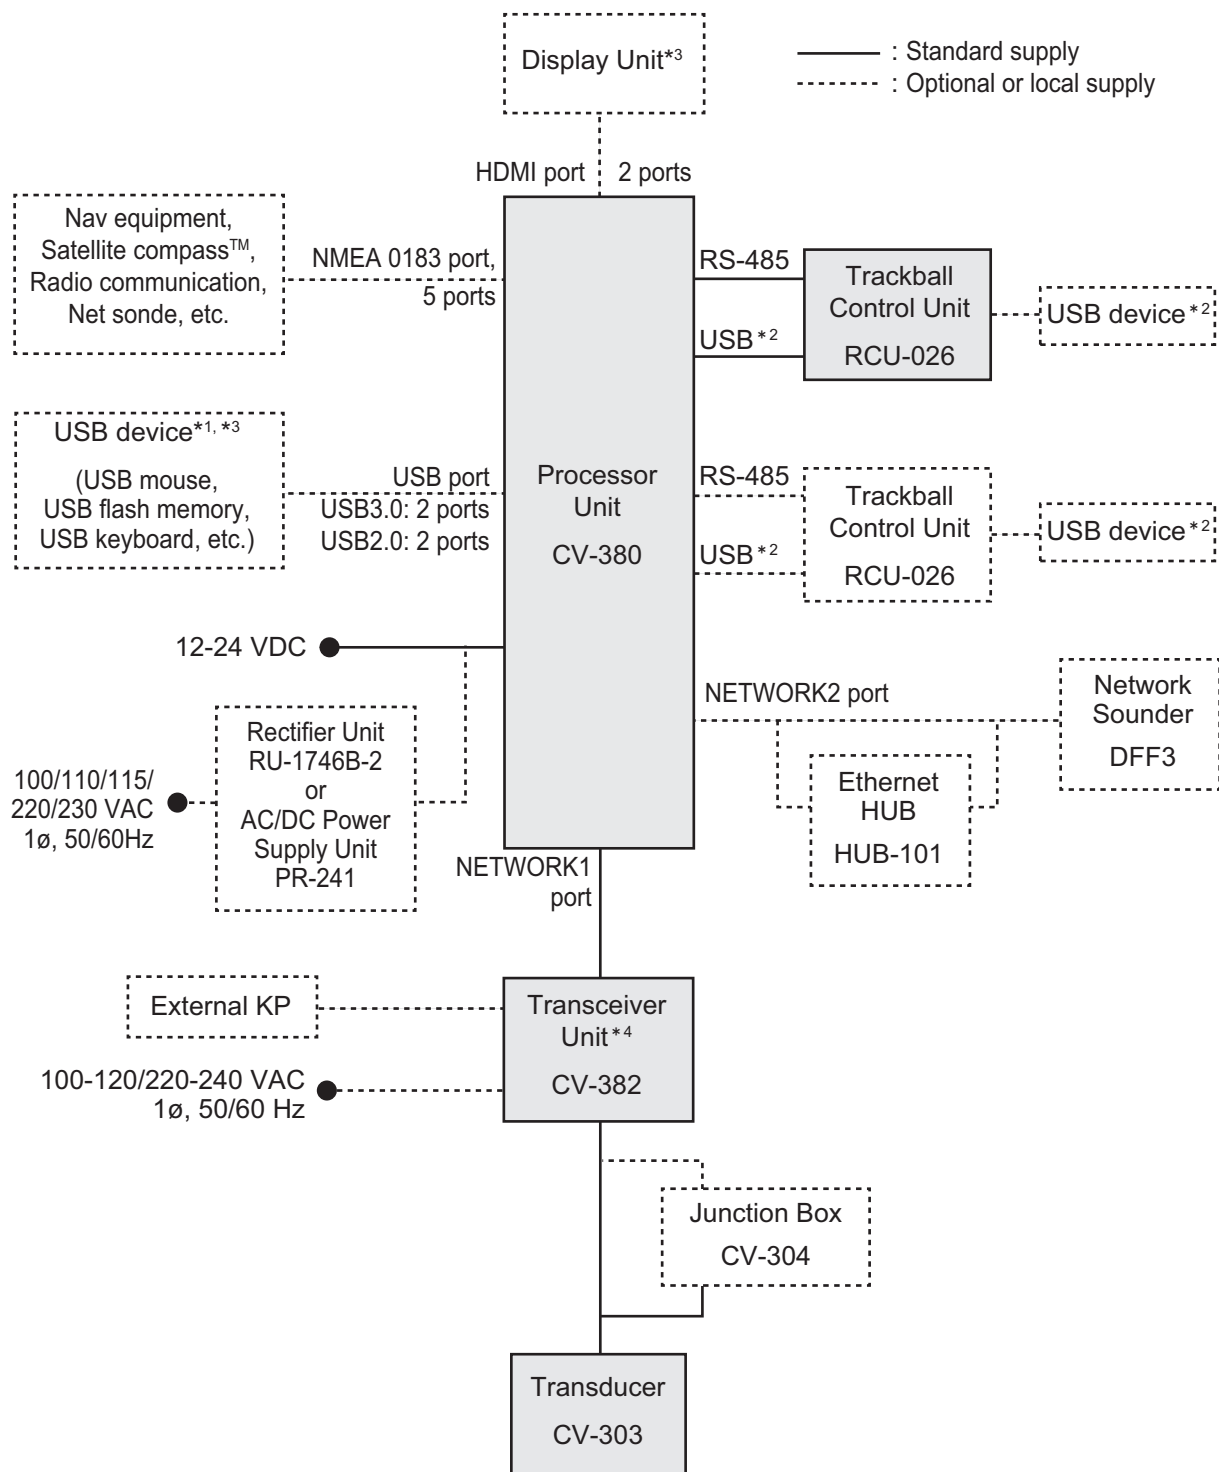 Display Unit*3
: Standard supply
: Optional or local supply
HDMI port 2 ports
Nav equipment,
Satellite compass™,
Radio communication,
Net sonde, etc.
NMEA 0183 port,
5 ports
RS-485
USB*2
Trackball
Control Unit
RCU-026
USB device*2
USB device*1, *3
(USB mouse,
USB flash memory,
USB keyboard, etc.)
USB port
USB3.0: 2 ports
USB2.0: 2 ports
Processor
Unit
CV-380
RS-485
USB*2
Trackball
Control Unit
RCU-026
USB device*2
12-24 VDC
Rectifier Unit
RU-1746B-2
or
AC/DC Power
Supply Unit
PR-241
100/110/115/
220/230 VAC
1ø, 50/60Hz
NETWORK2 port
Network
Sounder
DFF3
Ethernet
HUB
HUB-101
NETWORK1
port
External KP
100-120/220-240 VAC
1ø, 50/60 Hz
Transceiver
Unit*4
CV-382
Junction Box
CV-304
Transducer
CV-303